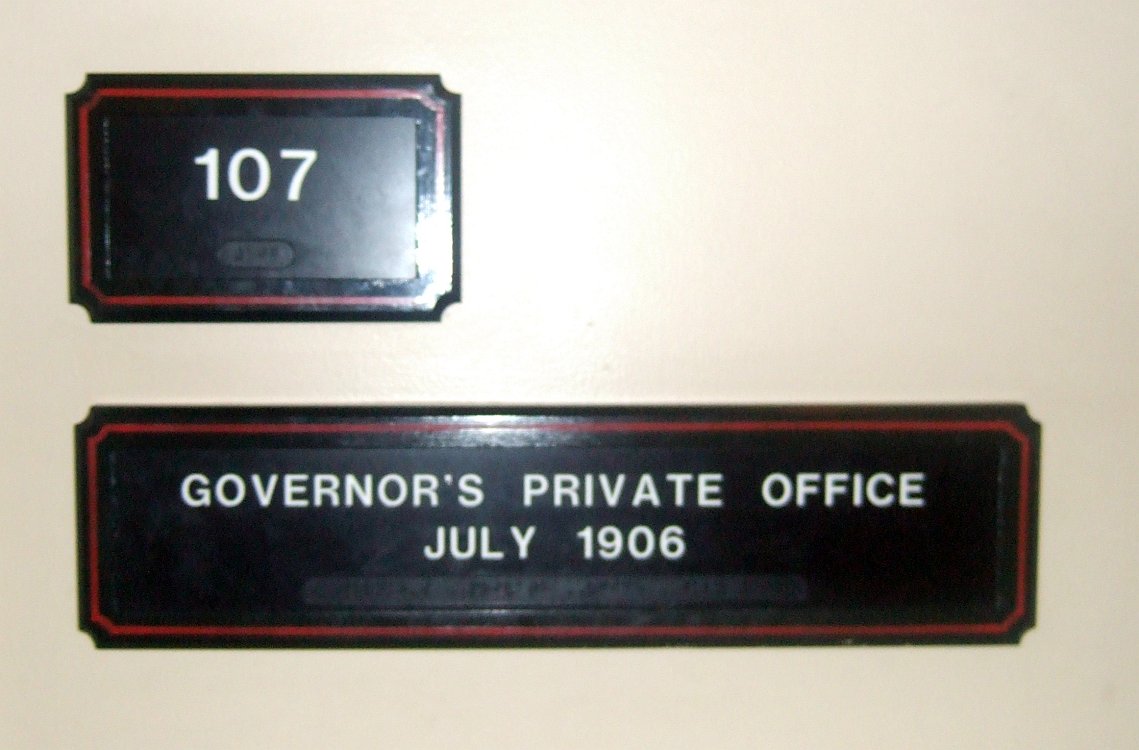 107
GOVERNOR'S PRIVATE OFFICE
JULY 1906